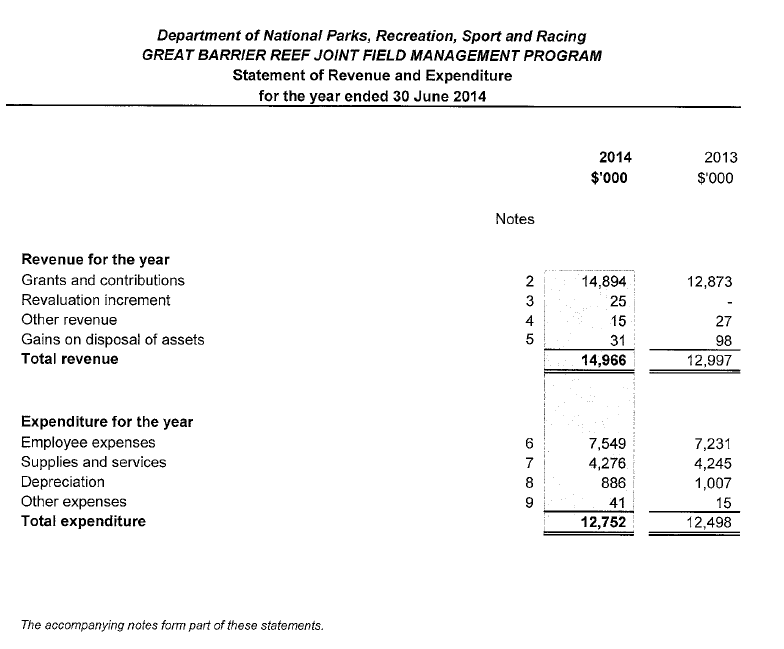 Department of National Parks, Recreation, Sport and Racing
GREAT BARRIER REEF JOINT FIELD MANAGEMENT PROGRAM
Statement of Revenue and Expenditure
for the year ended 30 June 2014
2014 2013
$'000 $'000
Notes
Revenue for the year
Grants and contributions 2 14,894 12,873
Revaluation increment 3 25 -
Other revenue 4 15 27
Gains on disposal of assets 5 31 98
Total revenue 14,966 12,997
Expenditure for the year
Employee expenses 6 7,549 7,231
Supplies and services 7 4,276 4,245
Depreciation 8 886 1,007
Other expenses 9 41 15
Total expenditure 12,752 12,498
The accompanying notes form part of these statements.